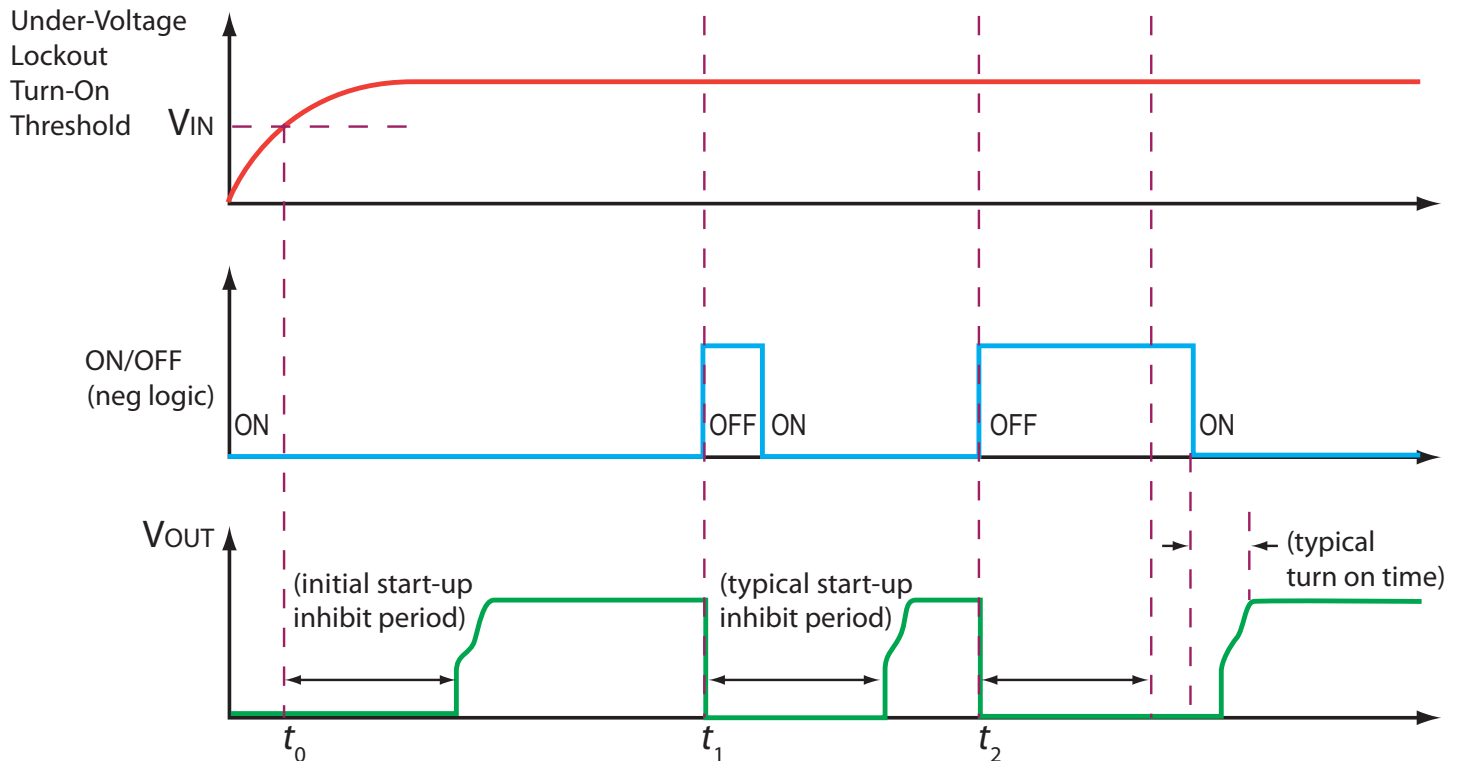 Under-Voltage
Lockout
Turn-On
Threshold VIN
ON/OFF
(neg logic)
ON
OFF ON
OFF
ON
VOUT
(initial start-up
inhibit period)
(typical start-up
inhibit period)
(typical
turn on time)
t0
t1
t2